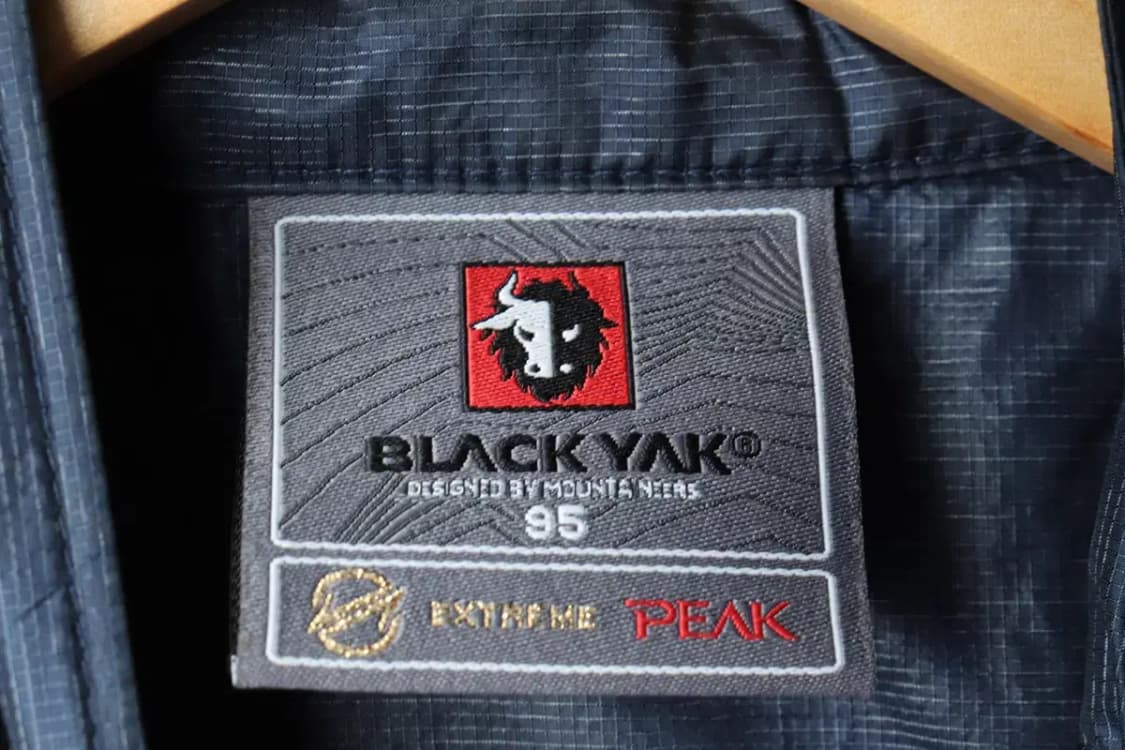 BLACK YAK®
DESIGNED BY MOUNTAINEERS
95
EXTREME PEAK